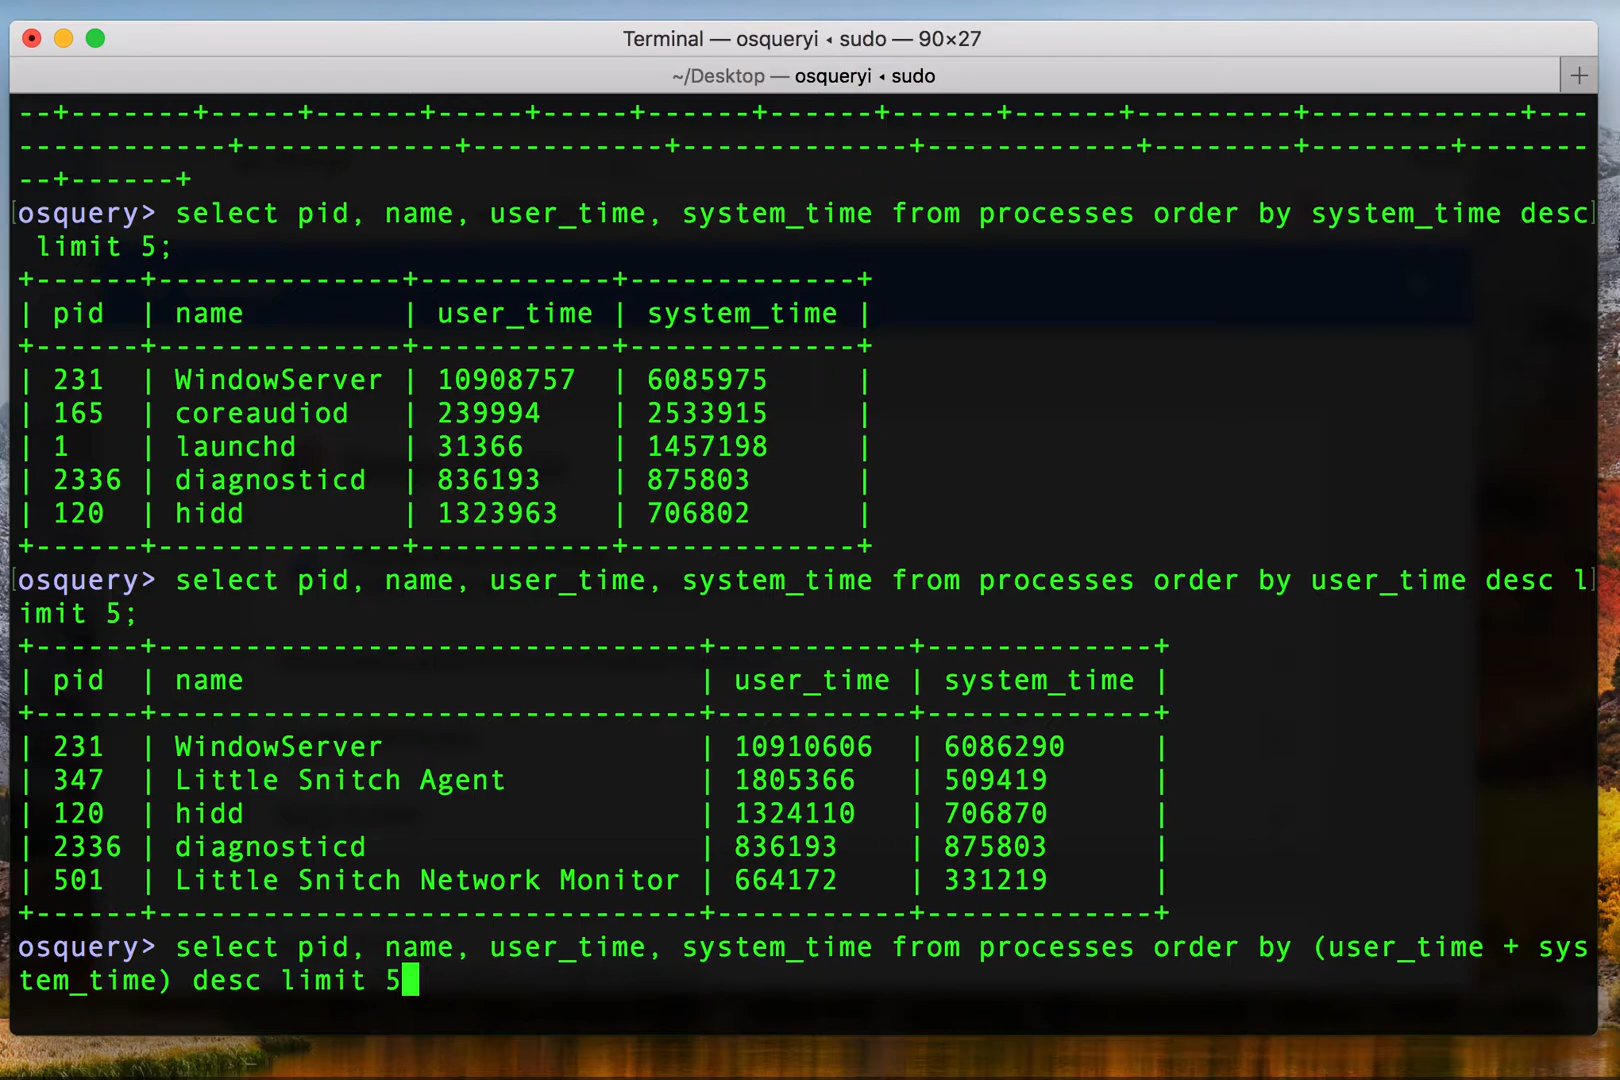 Terminal — osqueryi ◂ sudo — 90×27
~/Desktop — osqueryi ◂ sudo
+
--+-------+-----+------+-----+-----+------+------+------+------+---------+------------+---
------------+------------+-----------+--------------+------------+--------+--------+-------
--+------+
osquery> select pid, name, user_time, system_time from processes order by system_time desc
 limit 5;
+------+--------------+-----------+-------------+
| pid  | name         | user_time | system_time |
+------+--------------+-----------+-------------+
| 231  | WindowServer | 10908757  | 6085975     |
| 165  | coreaudiod   | 239994    | 2533915     |
| 1    | launchd      | 31366     | 1457198     |
| 2336 | diagnosticd  | 836193    | 875803      |
| 120  | hidd         | 1323963   | 706802      |
+------+--------------+-----------+-------------+
osquery> select pid, name, user_time, system_time from processes order by user_time desc l
imit 5;
+------+------------------------------+-----------+-------------+
| pid  | name                         | user_time | system_time |
+------+------------------------------+-----------+-------------+
| 231  | WindowServer                 | 10910606  | 6086290     |
| 347  | Little Snitch Agent          | 1805366   | 509419      |
| 120  | hidd                         | 1324110   | 706870      |
| 2336 | diagnosticd                  | 836193    | 875803      |
| 501  | Little Snitch Network Monitor | 664172    | 331219      |
+------+------------------------------+-----------+-------------+
osquery> select pid, name, user_time, system_time from processes order by (user_time + sys
tem_time) desc limit 5